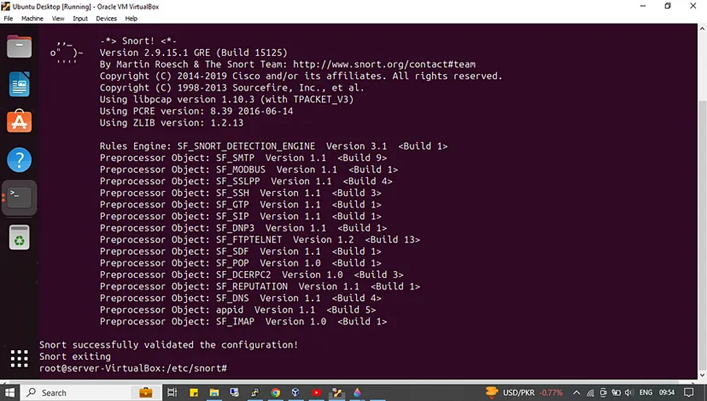 Ubuntu Desktop [Running] - Oracle VM VirtualBox
File Machine View Input Devices Help
,,_ -*> Snort! <*-
o" )~ Version 2.9.15.1 GRE (Build 15125)
'''' By Martin Roesch & The Snort Team: http://www.snort.org/contact#team
Copyright (C) 2014-2019 Cisco and/or its affiliates. All rights reserved.
Copyright (C) 1998-2013 Sourcefire, Inc., et al.
Using libpcap version 1.10.3 (with TPACKET_V3)
Using PCRE version: 8.39 2016-06-14
Using ZLIB version: 1.2.13
Rules Engine: SF_SNORT_DETECTION_ENGINE Version 3.1 <Build 1>
Preprocessor Object: SF_SMTP Version 1.1 <Build 9>
Preprocessor Object: SF_MODBUS Version 1.1 <Build 1>
Preprocessor Object: SF_SSLPP Version 1.1 <Build 4>
Preprocessor Object: SF_SSH Version 1.1 <Build 3>
Preprocessor Object: SF_GTP Version 1.1 <Build 1>
Preprocessor Object: SF_SIP Version 1.1 <Build 1>
Preprocessor Object: SF_DNP3 Version 1.1 <Build 1>
Preprocessor Object: SF_FTPTELNET Version 1.2 <Build 13>
Preprocessor Object: SF_SDF Version 1.1 <Build 1>
Preprocessor Object: SF_POP Version 1.0 <Build 1>
Preprocessor Object: SF_DCERPC2 Version 1.0 <Build 3>
Preprocessor Object: SF_REPUTATION Version 1.1 <Build 1>
Preprocessor Object: SF_DNS Version 1.1 <Build 4>
Preprocessor Object: appid Version 1.1 <Build 5>
Preprocessor Object: SF_IMAP Version 1.0 <Build 1>
Snort successfully validated the configuration!
Snort exiting
root@server-VirtualBox:/etc/snort#
Search USD/PKR -0.77% ENG 09:54